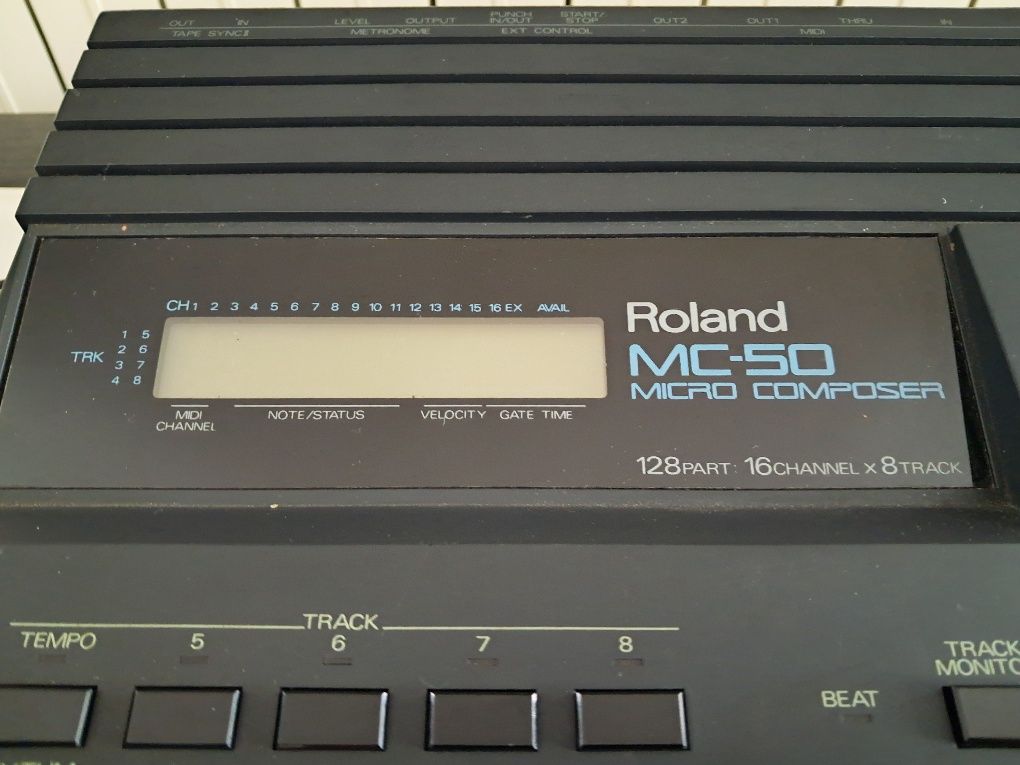 OUT IN LEVEL OUTPUT PUNCH IN/OUT START/STOP OUT2 OUT1 THRU IN
TAPE SYNC II METRONOME EXT CONTROL MIDI
CH 1 2 3 4 5 6 7 8 9 10 11 12 13 14 15 16 EX AVAIL
TRK
1 5
2 6
3 7
4 8
MIDI CHANNEL
NOTE/STATUS
VELOCITY
GATE TIME
Roland
MC-50
MICRO COMPOSER
128PART: 16CHANNEL x 8TRACK
TRACK
TEMPO 5 6 7 8
BEAT
TRACK
MONITO